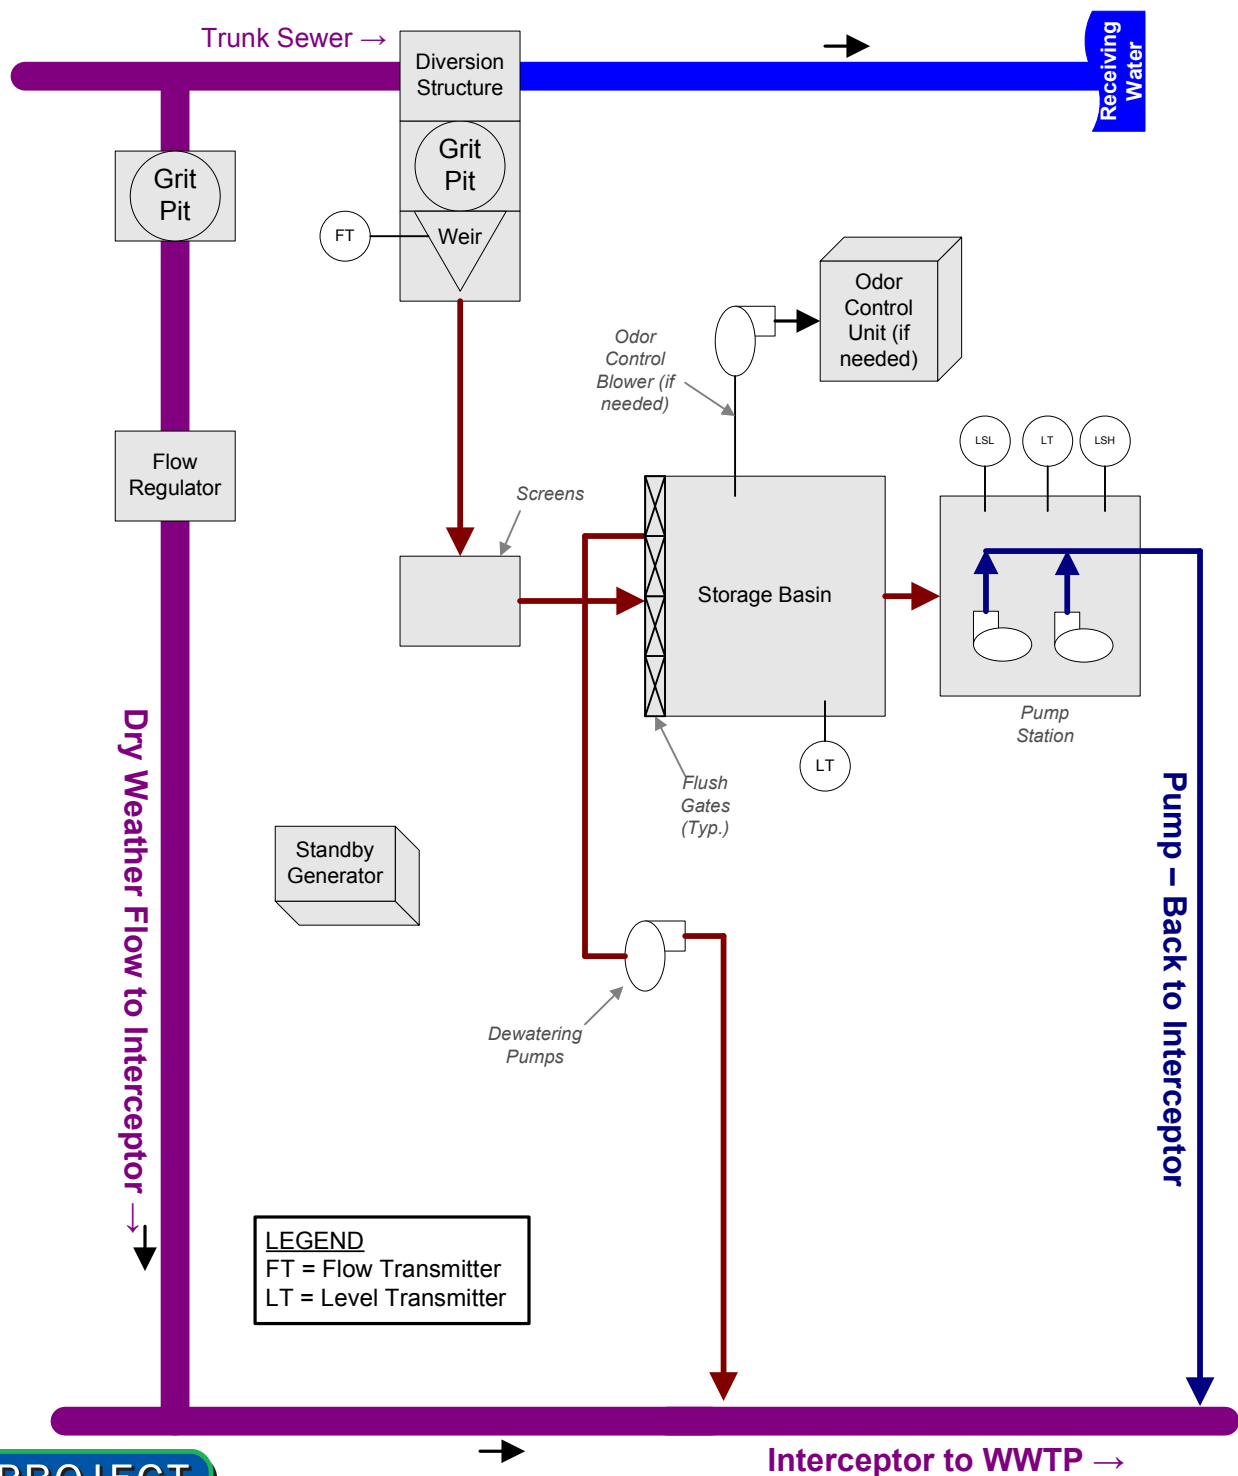 Trunk Sewer →
Diversion
Structure
Receiving
Water
Grit
Pit
Grit
Pit
FT
Weir
Odor
Control
Unit (if
needed)
Odor
Control
Blower (if
needed)
LSL
LT
LSH
Flow
Regulator
Screens
Storage Basin
Pump
Station
LT
Flush
Gates
(Typ.)
Dry Weather Flow to Interceptor →
Pump – Back to Interceptor
Standby
Generator
Dewatering
Pumps
LEGEND
FT = Flow Transmitter
LT = Level Transmitter
Interceptor to WWTP →
PROJECT